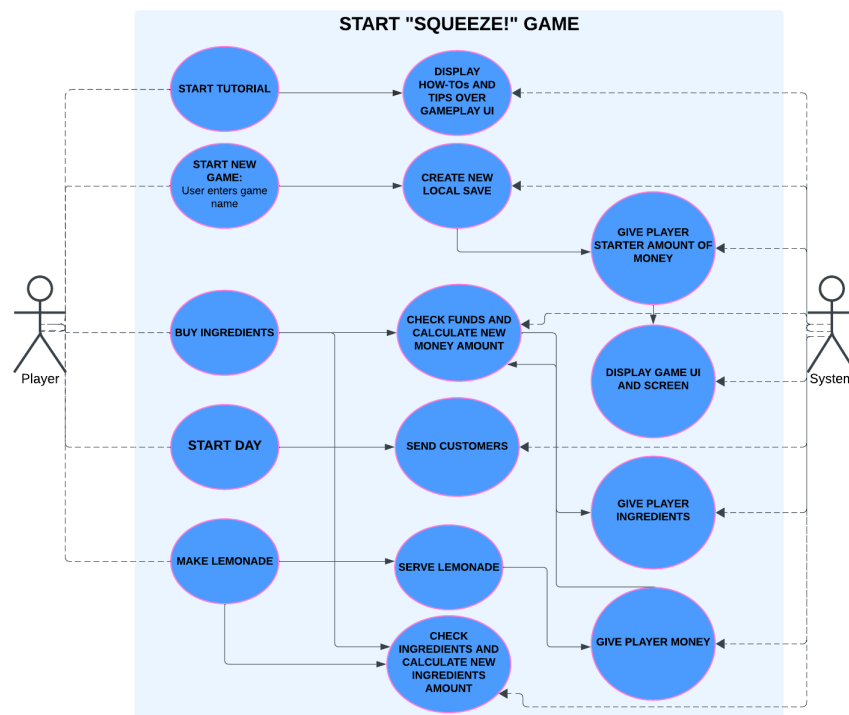 START "SQUEEZE!" GAME
START TUTORIAL
DISPLAY
HOW-TOs AND
TIPS OVER
GAMEPLAY UI
START NEW
GAME:
User enters game
name
CREATE NEW
LOCAL SAVE
GIVE PLAYER
STARTER AMOUNT OF
MONEY
BUY INGREDIENTS
CHECK FUNDS AND
CALCULATE NEW
MONEY AMOUNT
DISPLAY GAME UI
AND SCREEN
Player
System
START DAY
SEND CUSTOMERS
GIVE PLAYER
INGREDIENTS
MAKE LEMONADE
SERVE LEMONADE
GIVE PLAYER MONEY
CHECK
INGREDIENTS AND
CALCULATE NEW
INGREDIENTS
AMOUNT